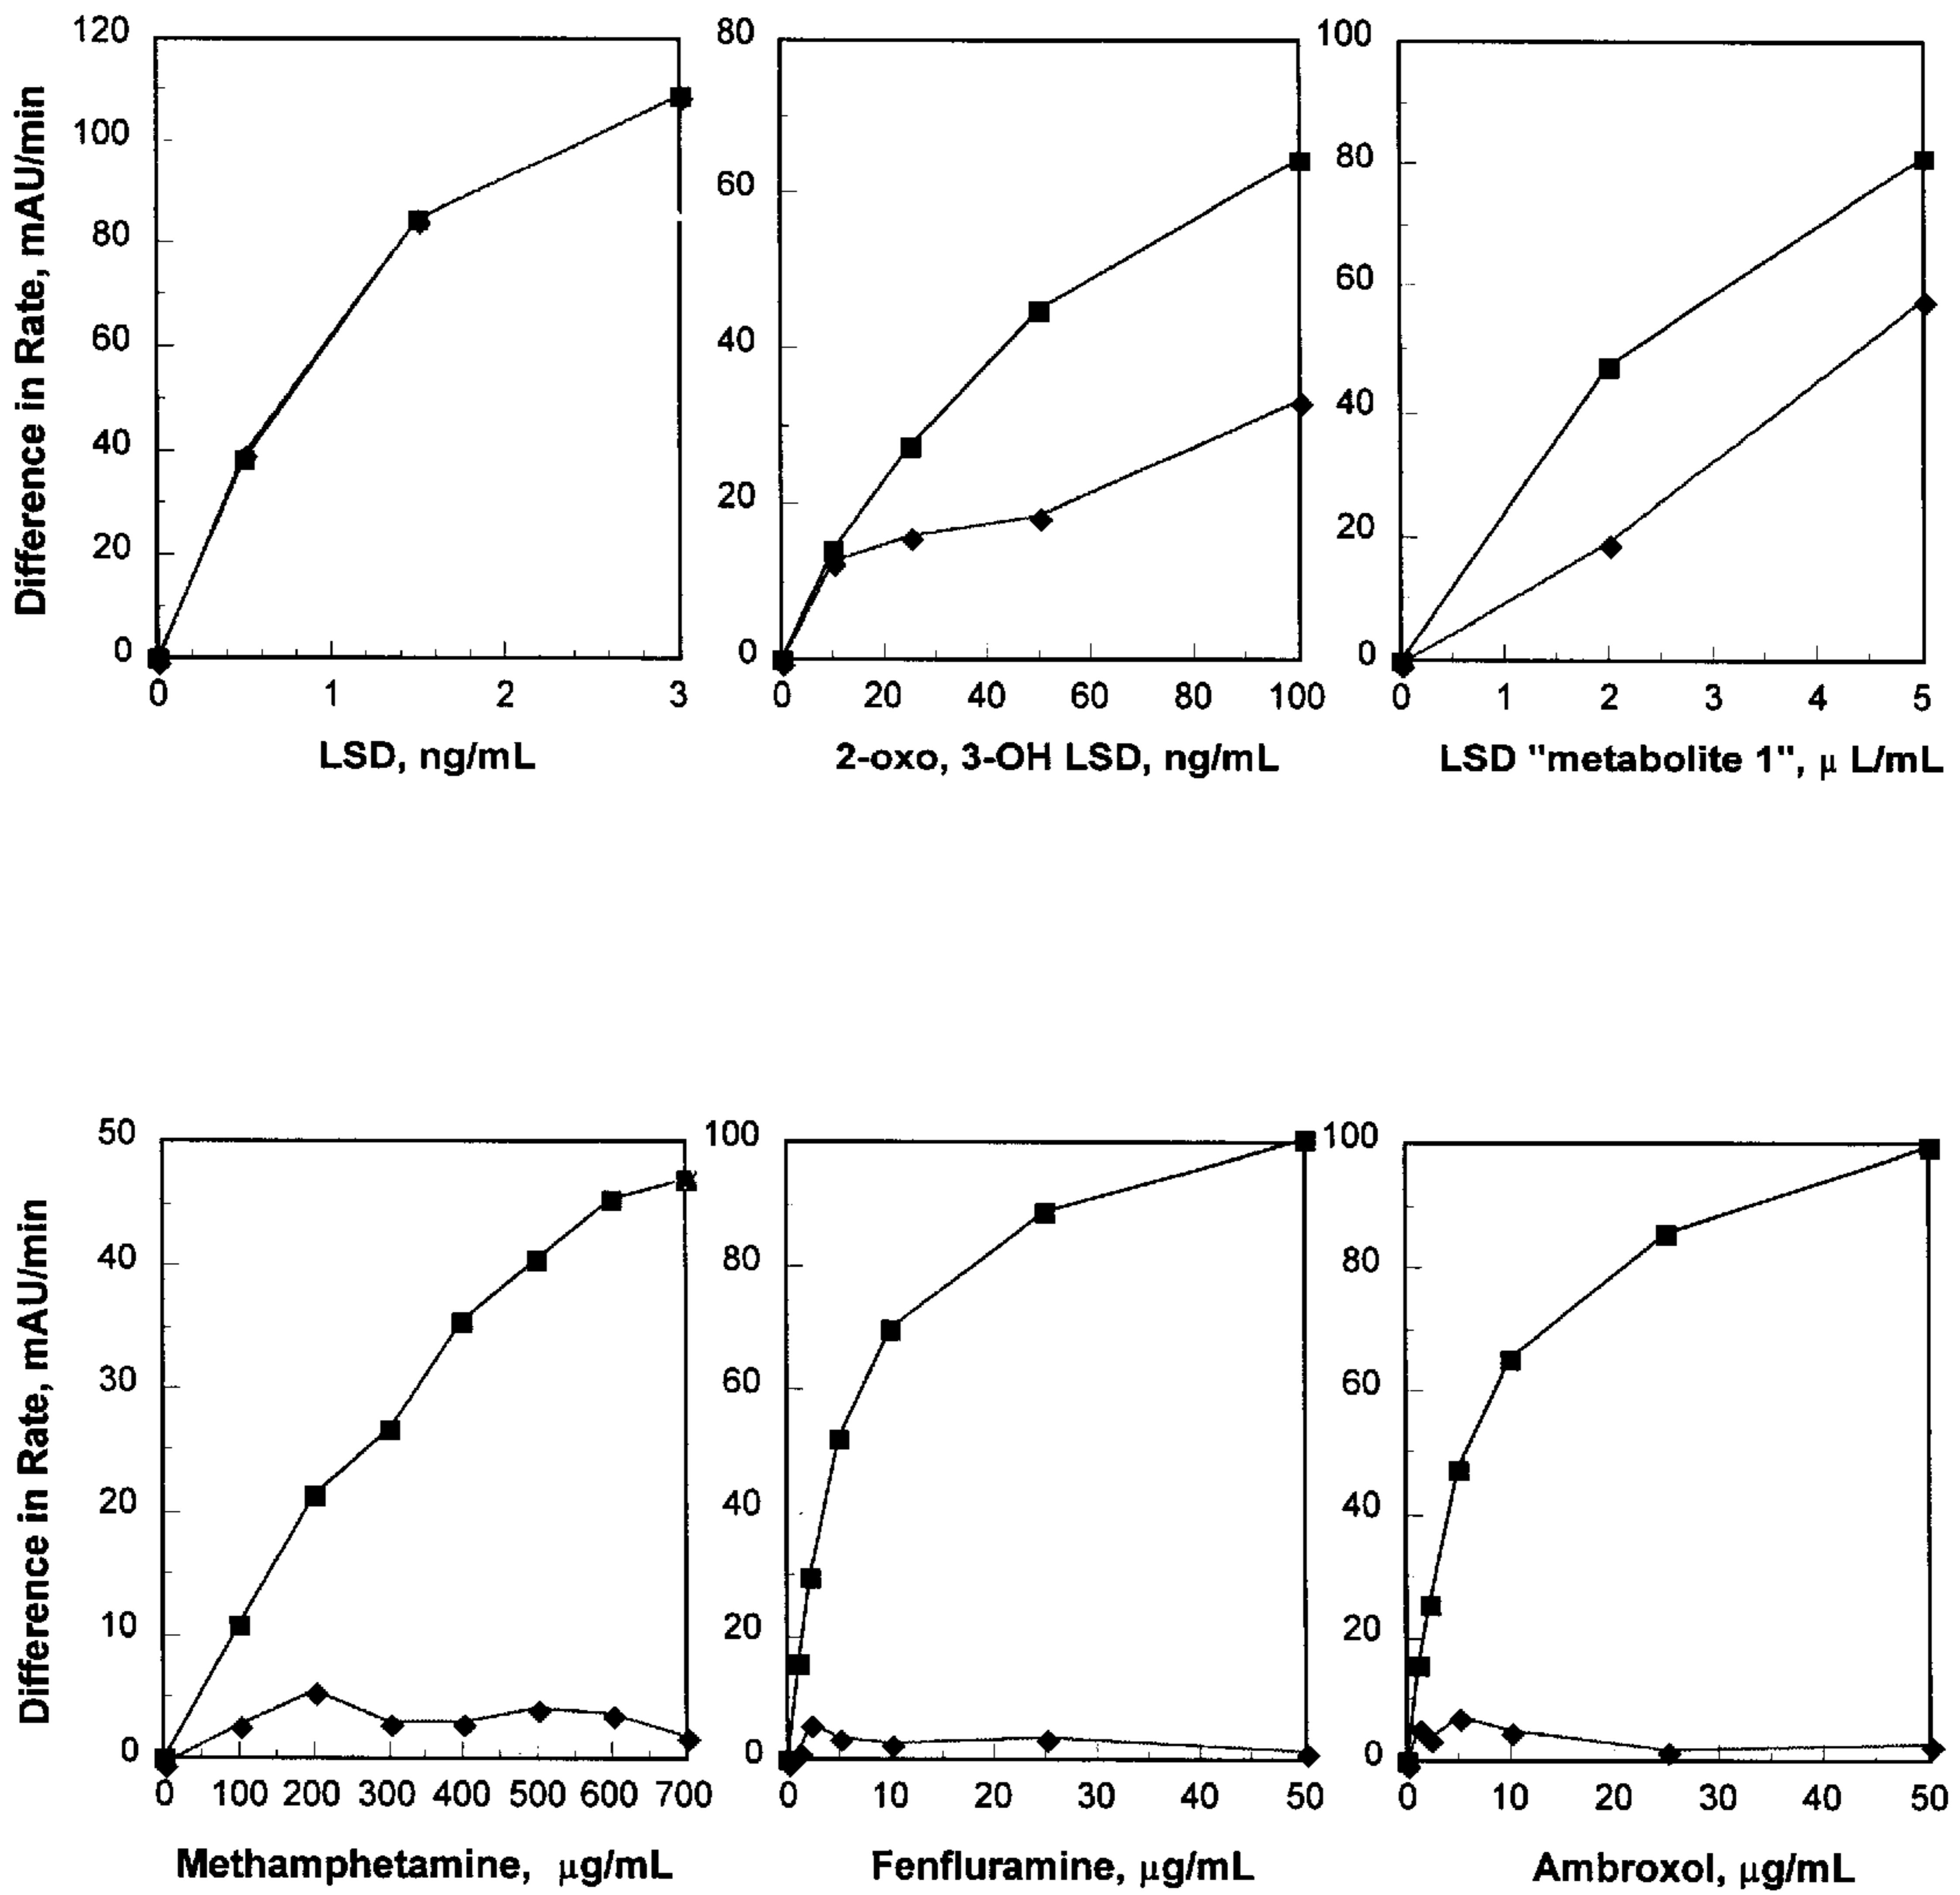 120
100
80
60
40
20
0
Difference in Rate, mAU/min
0 1 2 3
LSD, ng/mL
80
60
40
20
0
0 20 40 60 80 100
2-oxo, 3-OH LSD, ng/mL
100
80
60
40
20
0
0 1 2 3 4 5
LSD "metabolite 1", μ L/mL
50
40
30
20
10
0
Difference in Rate, mAU/min
0 100 200 300 400 500 600 700
Methamphetamine, μg/mL
100
80
60
40
20
0
0 10 20 30 40 50
Fenfluramine, μg/mL
100
80
60
40
20
0
0 10 20 30 40 50
Ambroxol, μg/mL